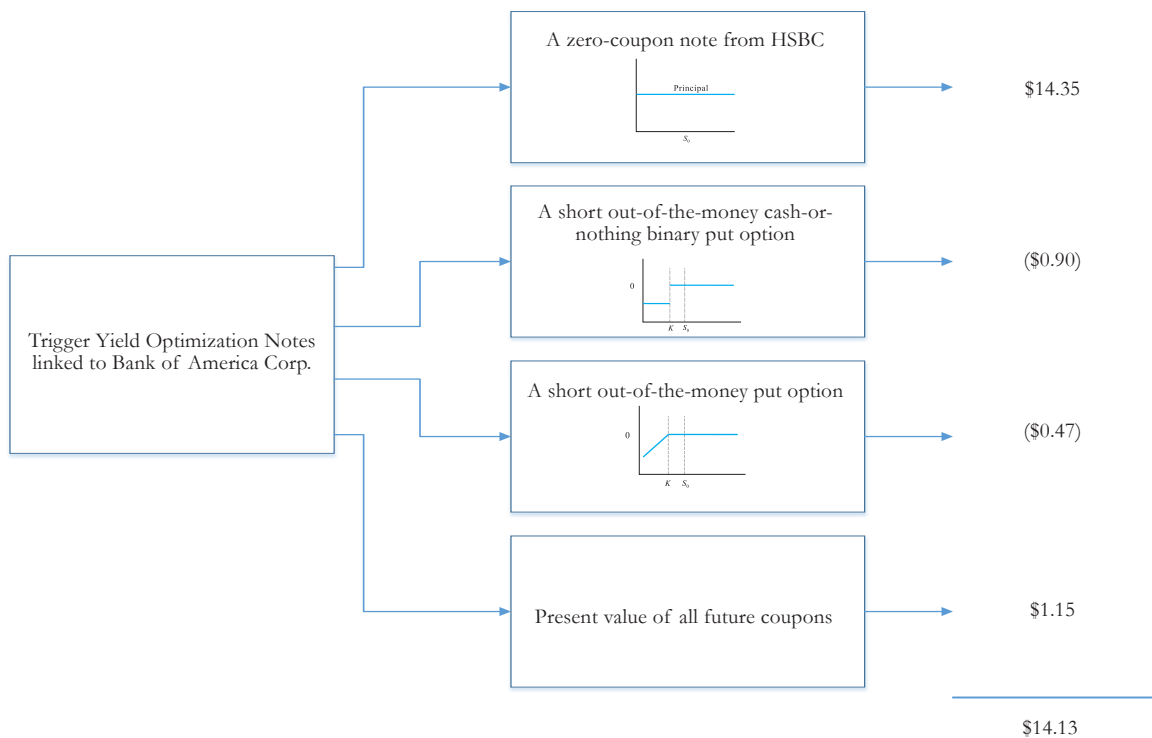 A zero-coupon note from HSBC
Principal
S₀
$14.35
A short out-of-the-money cash-or-
nothing binary put option
0
K
S₀
($0.90)
Trigger Yield Optimization Notes
linked to Bank of America Corp.
A short out-of-the-money put option
0
K
S₀
($0.47)
Present value of all future coupons
$1.15
$14.13